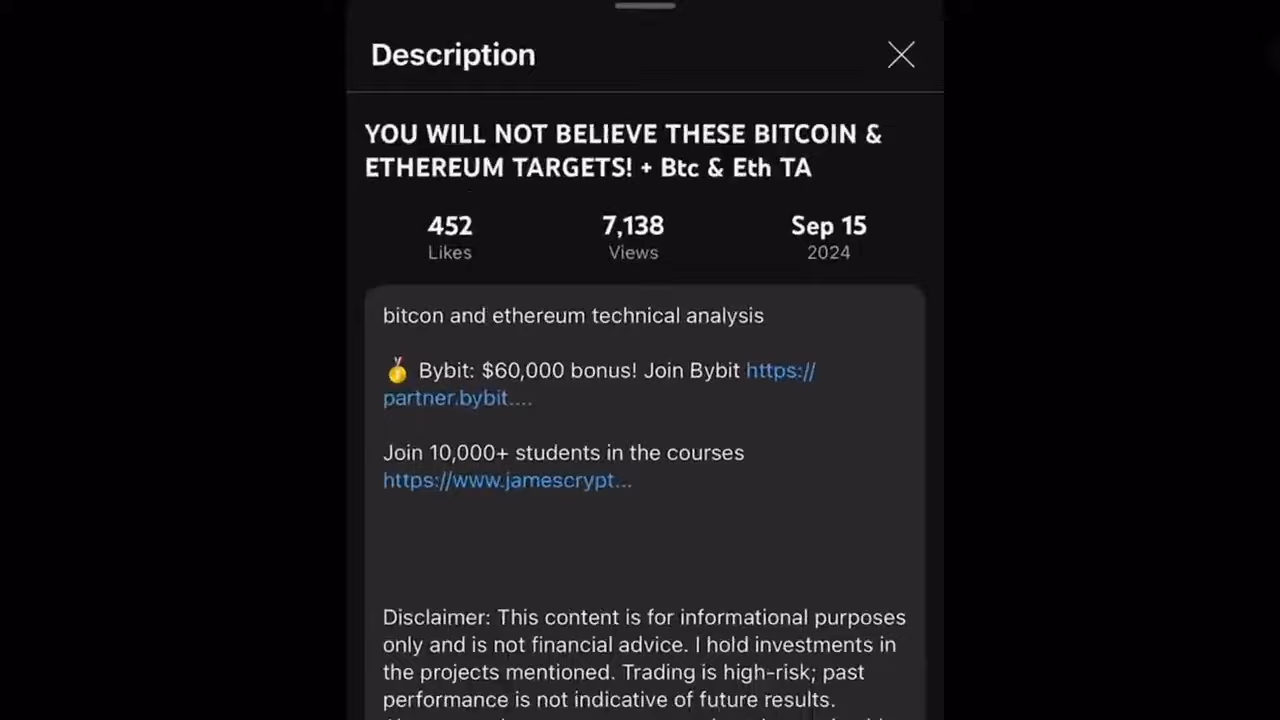 Description
YOU WILL NOT BELIEVE THESE BITCOIN &
ETHEREUM TARGETS! + Btc & Eth TA
452 7,138 Sep 15
Likes Views 2024
bitcon and ethereum technical analysis
🏅 Bybit: $60,000 bonus! Join Bybit https://
partner.bybit....
Join 10,000+ students in the courses
https://www.jamescrypt...
Disclaimer: This content is for informational purposes
only and is not financial advice. I hold investments in
the projects mentioned. Trading is high-risk; past
performance is not indicative of future results.